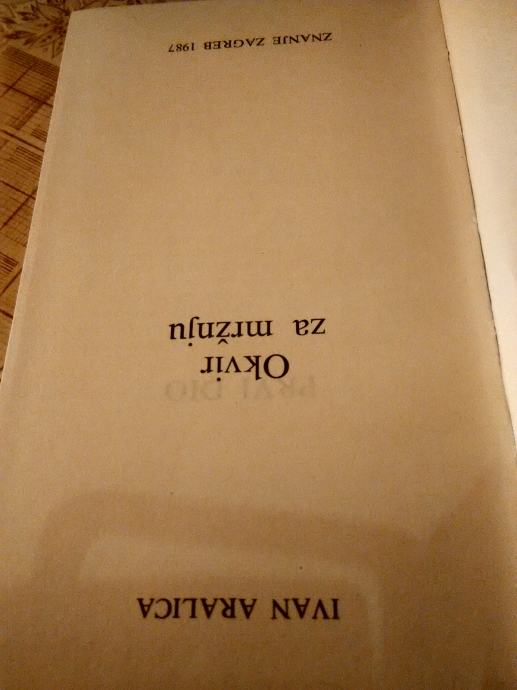 IVAN ARALICA
PRVI DIO
Okvir
za mržnju
ZNANJE ZAGREB 1987